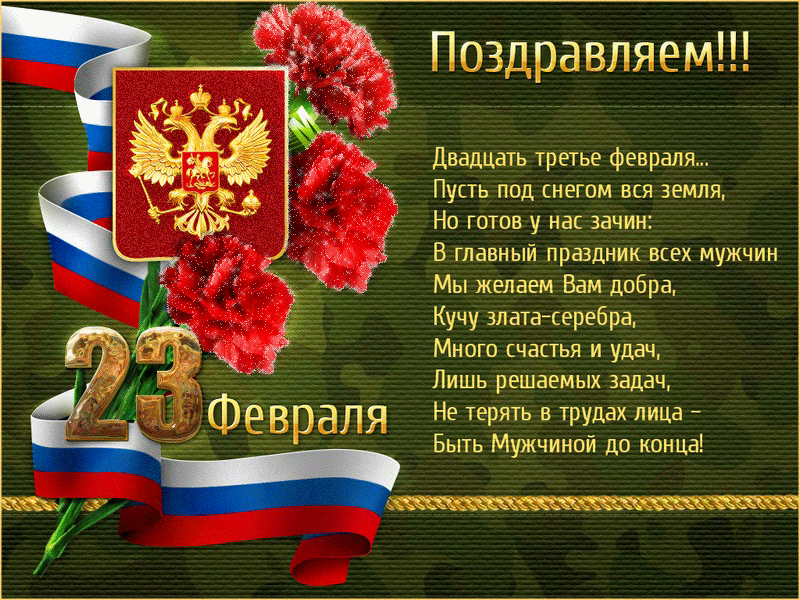 Поздравляем!!!
Двадцать третье февраля...
Пусть под снегом вся земля,
Но готов у нас зачин:
В главный праздник всех мужчин
Мы желаем Вам добра,
Кучу злата-серебра,
Много счастья и удач,
Лишь решаемых задач,
Не терять в трудах лица –
Быть Мужчиной до конца!
23 Февраля